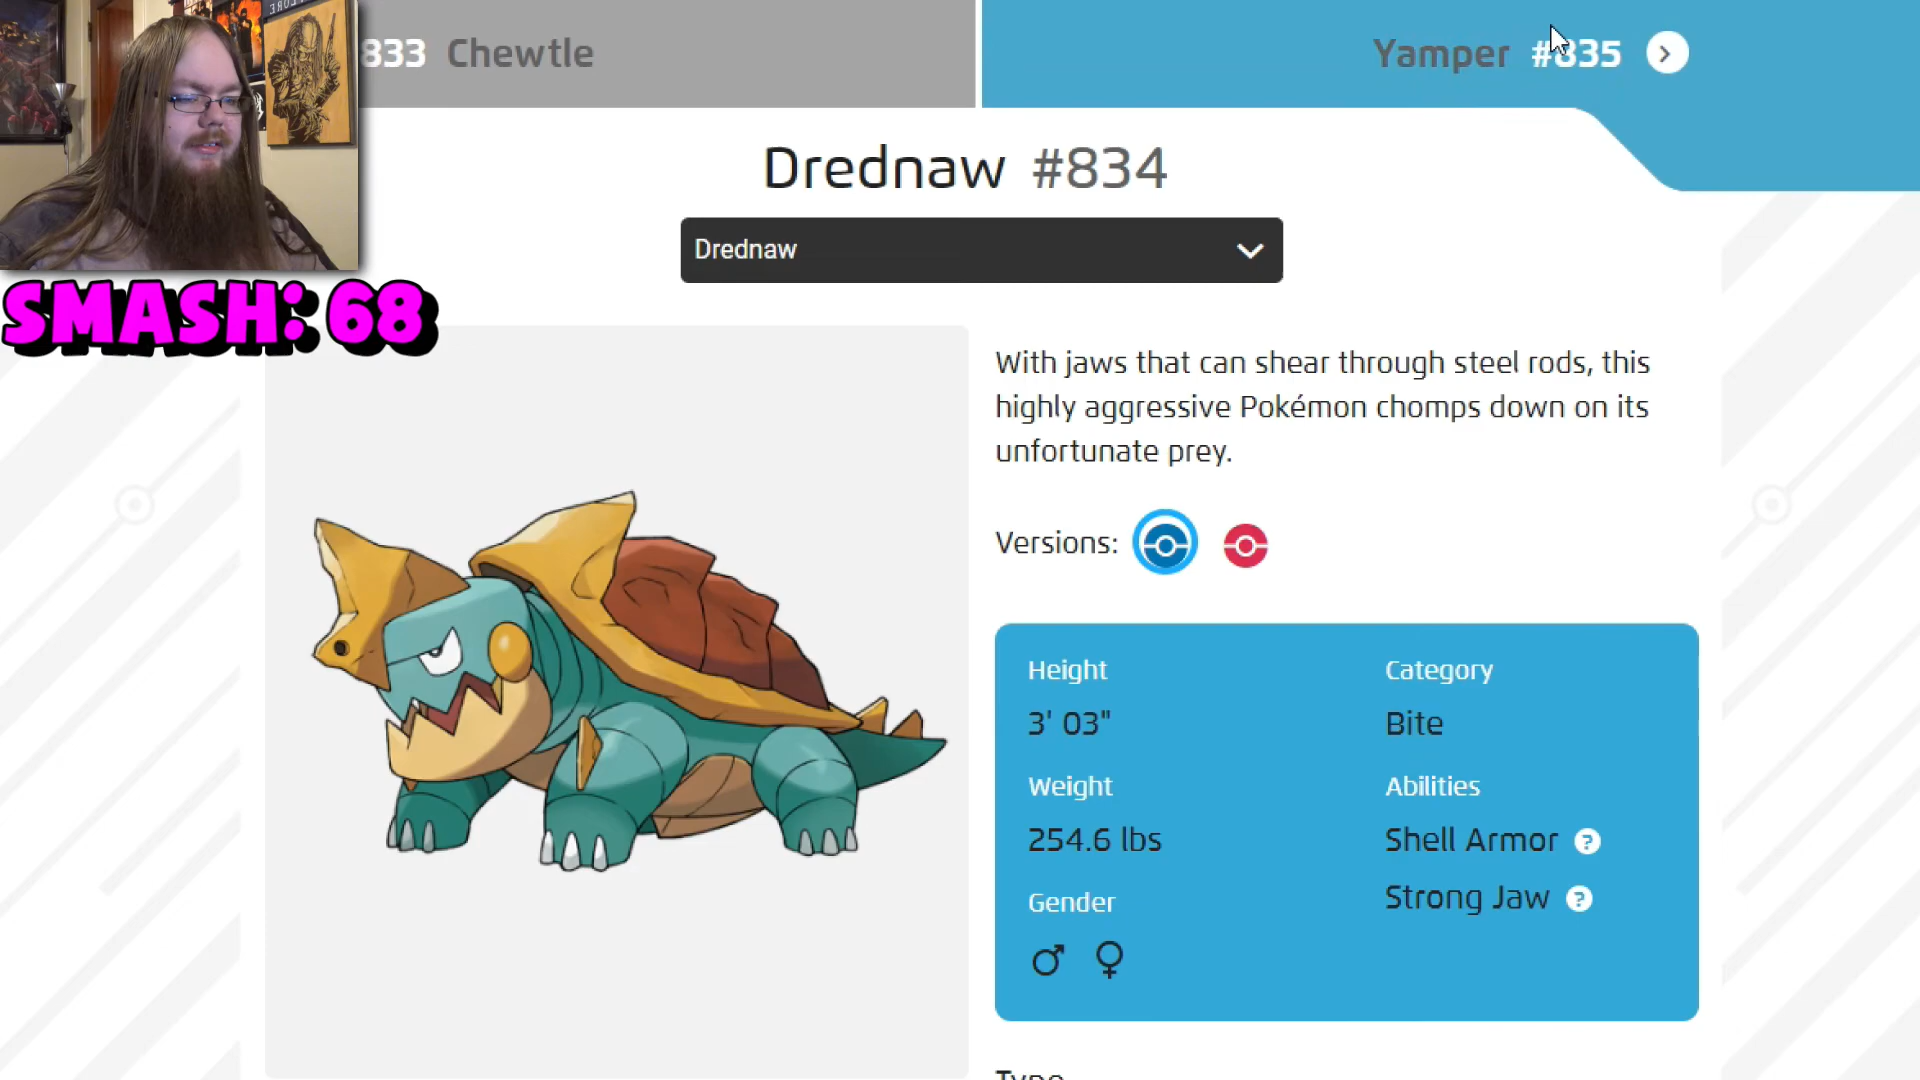 833 Chewtle
Yamper #835
Drednaw #834
Drednaw
SMASH: 68
With jaws that can shear through steel rods, this
highly aggressive Pokémon chomps down on its
unfortunate prey.
Versions:
Height
3' 03"
Weight
254.6 lbs
Gender
Category
Bite
Abilities
Shell Armor ?
Strong Jaw ?
Type